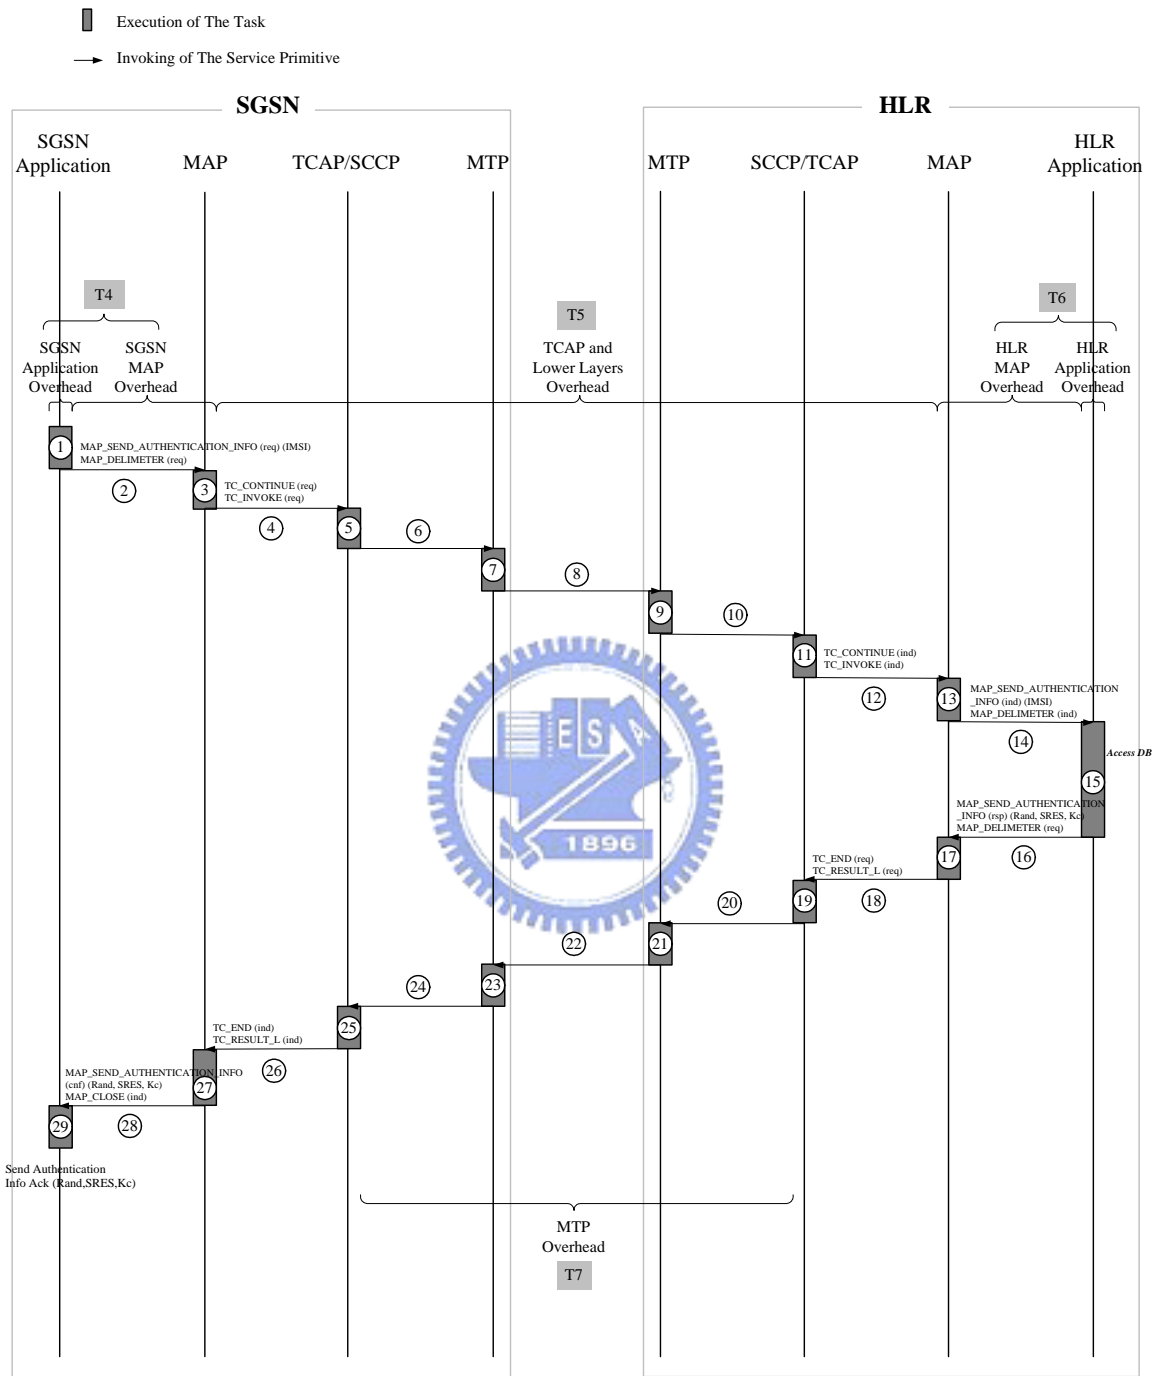 Execution of The Task
Invoking of The Service Primitive
SGSN
HLR
SGSN
Application
MAP
TCAP/SCCP
MTP
MTP
SCCP/TCAP
MAP
HLR
Application
T4
T5
T6
SGSN
Application
Overhead
SGSN
MAP
Overhead
TCAP and
Lower Layers
Overhead
HLR
MAP
Overhead
HLR
Application
Overhead
1
MAP_SEND_AUTHENTICATION_INFO (req) (IMSI)
MAP_DELIMETER (req)
2
3
TC_CONTINUE (req)
TC_INVOKE (req)
4
5
6
7
8
9
10
11
TC_CONTINUE (ind)
TC_INVOKE (ind)
12
13
MAP_SEND_AUTHENTICATION
_INFO (ind) (IMSI)
MAP_DELIMETER (ind)
14
Access DB
15
MAP_SEND_AUTHENTICATION
_INFO (rsp) (Rand, SRES, Kc)
MAP_DELIMETER (req)
16
17
TC_END (req)
TC_RESULT_L (req)
18
19
20
21
22
23
24
25
TC_END (ind)
TC_RESULT_L (ind)
26
27
MAP_SEND_AUTHENTICATION_INFO
(cnf) (Rand, SRES, Kc)
MAP_CLOSE (ind)
28
29
Send Authentication
Info Ack (Rand,SRES,Kc)
MTP
Overhead
T7
E S A
1896